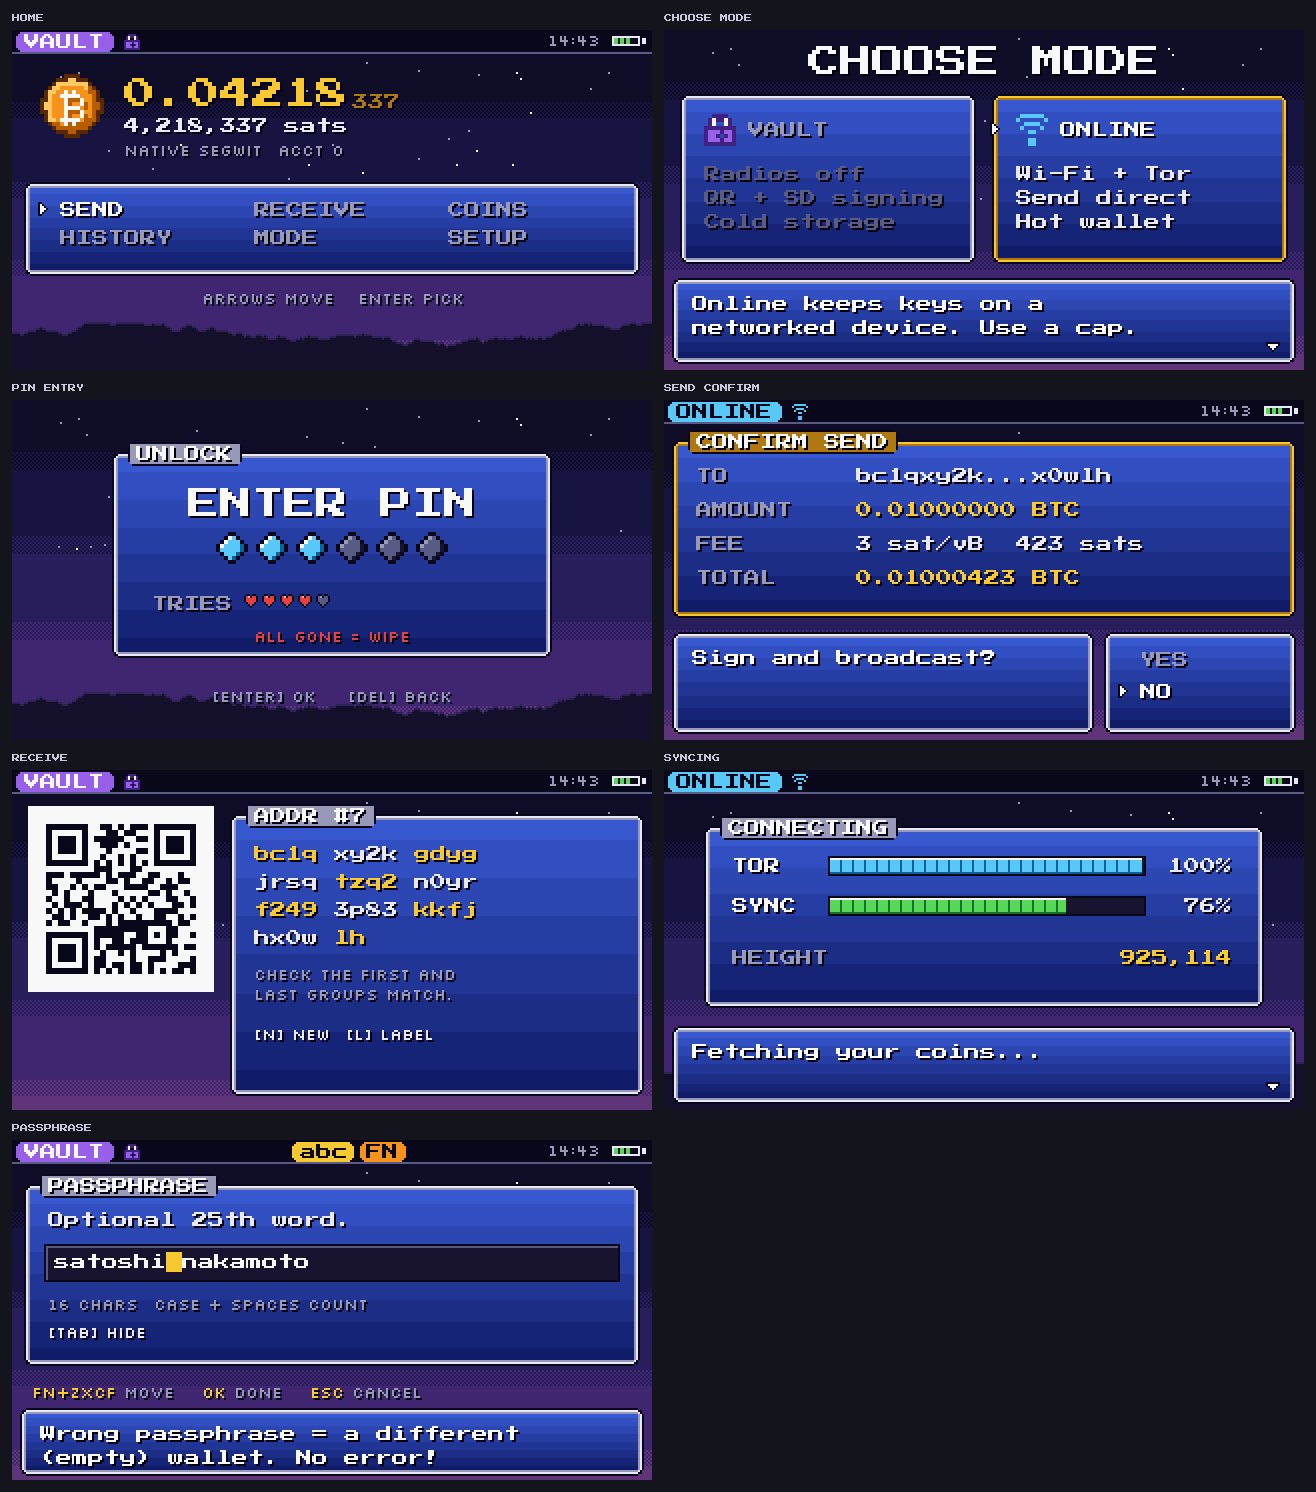 HOME
VAULT 14:43
0.04218337
4,218,337 sats
NATIVE SEGWIT ACCT 0
SEND RECEIVE COINS
HISTORY MODE SETUP
ARROWS MOVE ENTER PICK
CHOOSE MODE
CHOOSE MODE
VAULT
Radios off
QR + SD signing
Cold storage
ONLINE
Wi-Fi + Tor
Send direct
Hot wallet
Online keeps keys on a
networked device. Use a cap.
PIN ENTRY
UNLOCK
ENTER PIN
TRIES
ALL GONE = WIPE
[ENTER] OK [DEL] BACK
SEND CONFIRM
ONLINE 14:43
CONFIRM SEND
TO bc1qxy2k...x0wlh
AMOUNT 0.01000000 BTC
FEE 3 sat/vB 423 sats
TOTAL 0.01000423 BTC
Sign and broadcast?
YES
NO
RECEIVE
VAULT 14:43
ADDR #7
bc1q xy2k gdyg
jrsq tzq2 n0yr
f249 3p83 kkfj
hx0w lh
CHECK THE FIRST AND
LAST GROUPS MATCH.
[N] NEW [L] LABEL
SYNCING
ONLINE 14:43
CONNECTING
TOR 100%
SYNC 76%
HEIGHT 925,114
Fetching your coins...
PASSPHRASE
VAULT abc FN 14:43
PASSPHRASE
Optional 25th word.
satoshi nakamoto
16 CHARS CASE + SPACES COUNT
[TAB] HIDE
FN+ZXCF MOVE OK DONE ESC CANCEL
Wrong passphrase = a different
(empty) wallet. No error!